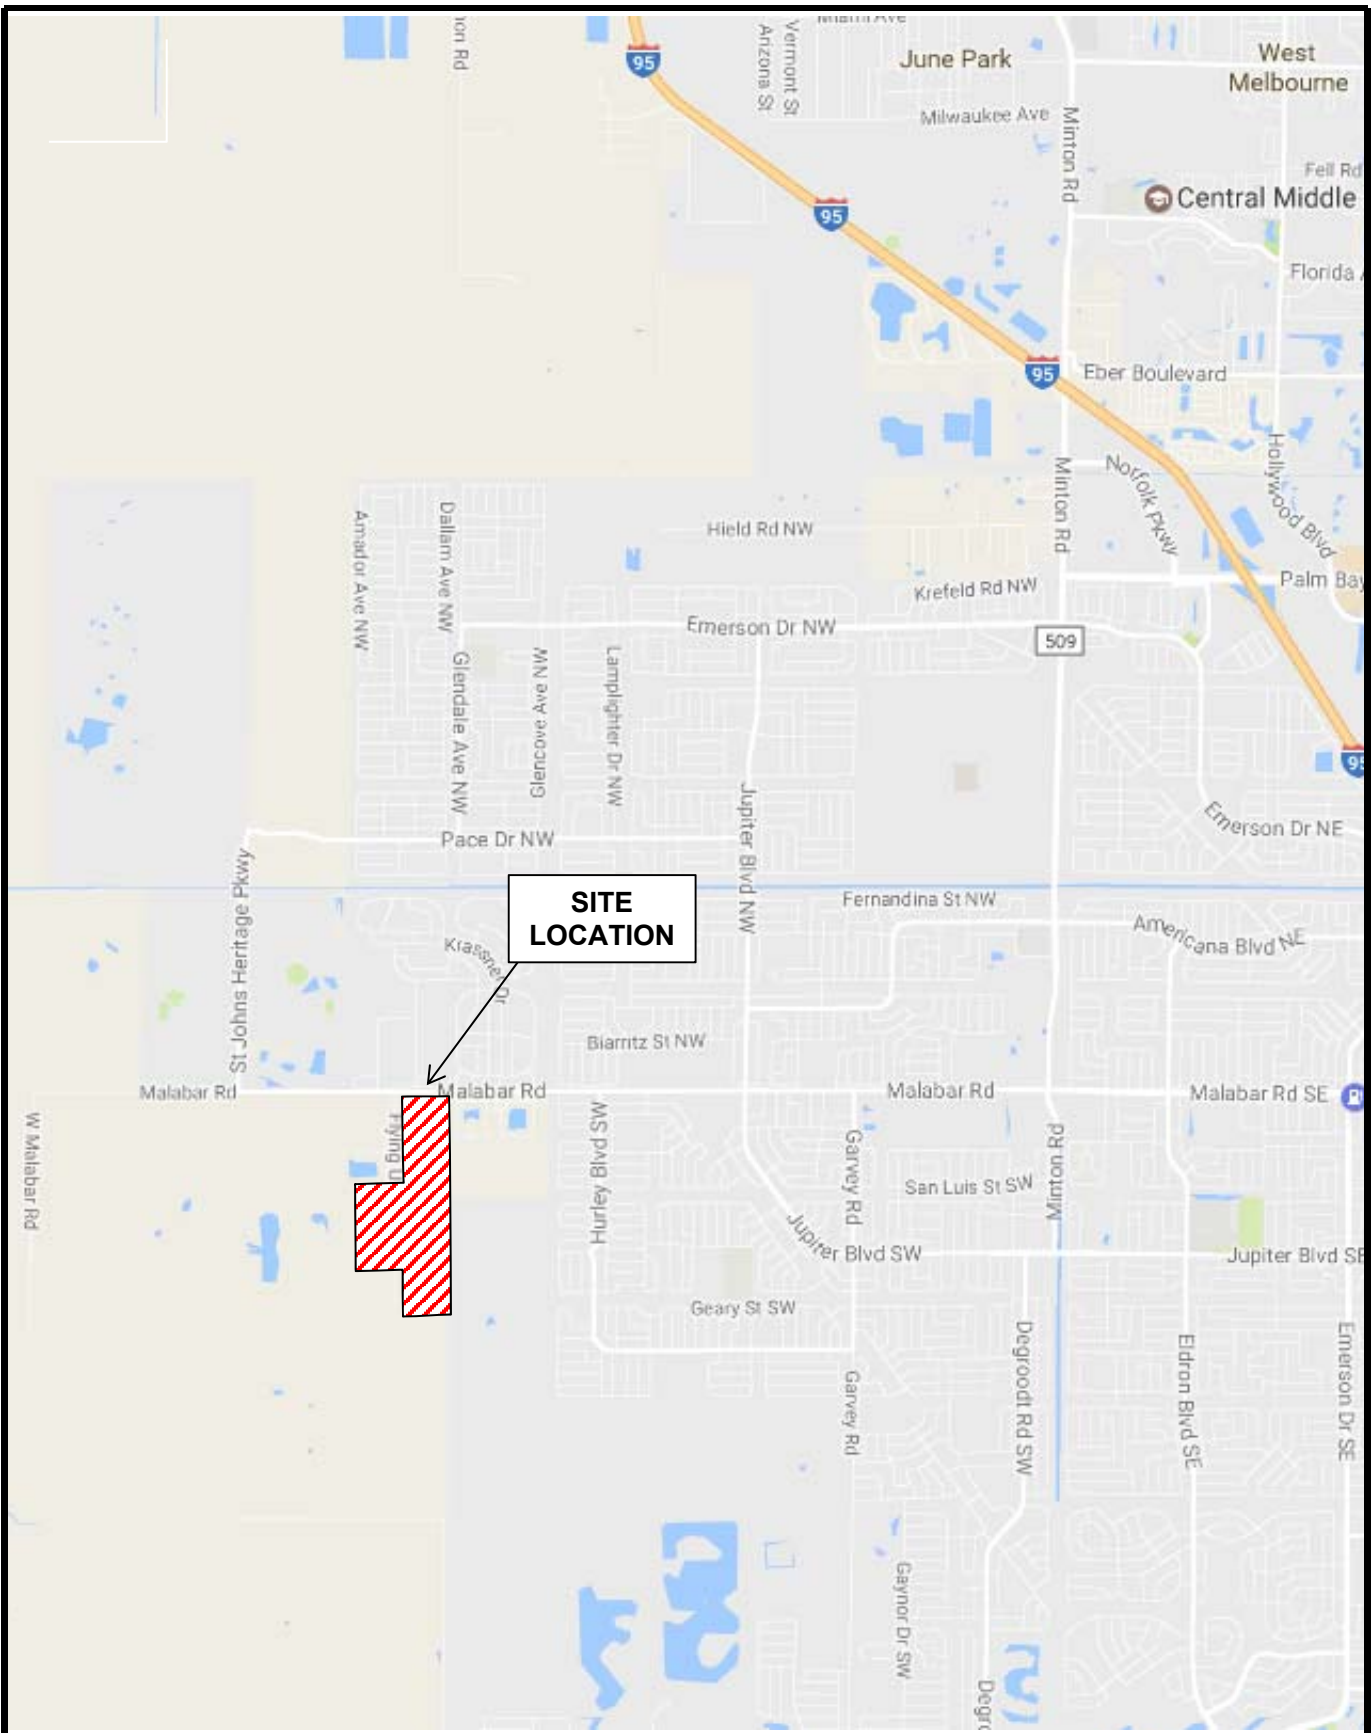 Miami Ave
Vermont St
Arizona St
June Park
West
Melbourne
95
Milwaukee Ave
Minton Rd
Fell Rd
Central Middle
95
Florida
95
Eber Boulevard
Hollywood Blvd
Norfolk Pkwy
Minton Rd
Amador Ave NW
Dallam Ave NW
Hield Rd NW
Palm Bay
Krefeld Rd NW
Emerson Dr NW
509
Glendale Ave NW
Glencove Ave NW
Lamplighter Dr NW
95
Jupiter Blvd NW
Emerson Dr NE
Pace Dr NW
St Johns Heritage Pkwy
SITE
LOCATION
Fernandina St NW
Americana Blvd NE
Krassner Dr
Biarritz St NW
Malabar Rd
Malabar Rd
Malabar Rd
Malabar Rd SE
W Malabar Rd
Hurley Blvd SW
Garvey Rd
Minton Rd
San Luis St SW
Jupiter Blvd SW
Jupiter Blvd SE
Geary St SW
Degroodt Rd SW
Eldron Blvd SE
Emerson Dr SE
Garvey Rd
Gaynor Dr SW